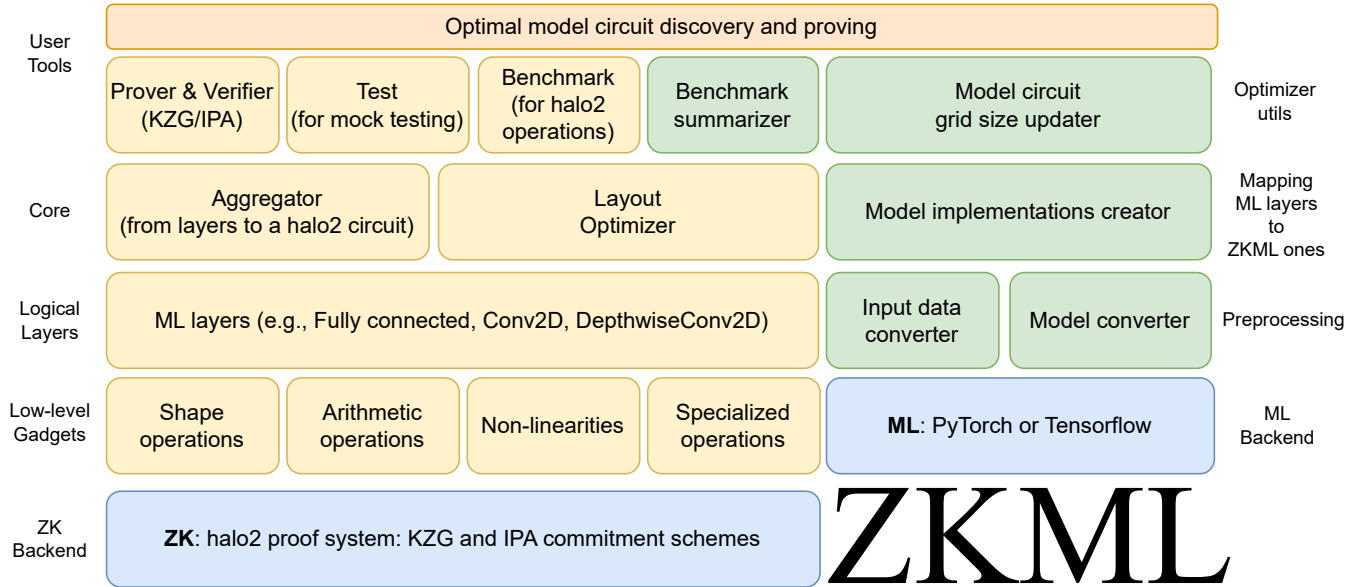 Optimal model circuit discovery and proving
User
Tools
Prover & Verifier
(KZG/IPA)
Test
(for mock testing)
Benchmark
(for halo2
operations)
Benchmark
summarizer
Model circuit
grid size updater
Optimizer
utils
Core
Aggregator
(from layers to a halo2 circuit)
Layout
Optimizer
Model implementations creator
Mapping
ML layers
to
ZKML ones
Logical
Layers
ML layers (e.g., Fully connected, Conv2D, DepthwiseConv2D)
Input data
converter
Model converter
Preprocessing
Low-level
Gadgets
Shape
operations
Arithmetic
operations
Non-linearities
Specialized
operations
ML: PyTorch or Tensorflow
ML
Backend
ZK
Backend
ZK: halo2 proof system: KZG and IPA commitment schemes
ZKML